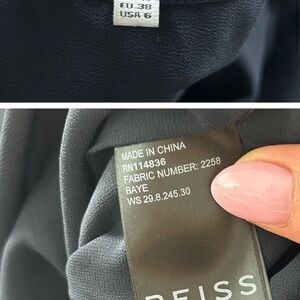 EU 38
USA 6
MADE IN CHINA
RN114836
FABRIC NUMBER: 2258
BAYE
WS 29.8.245.30
REISS